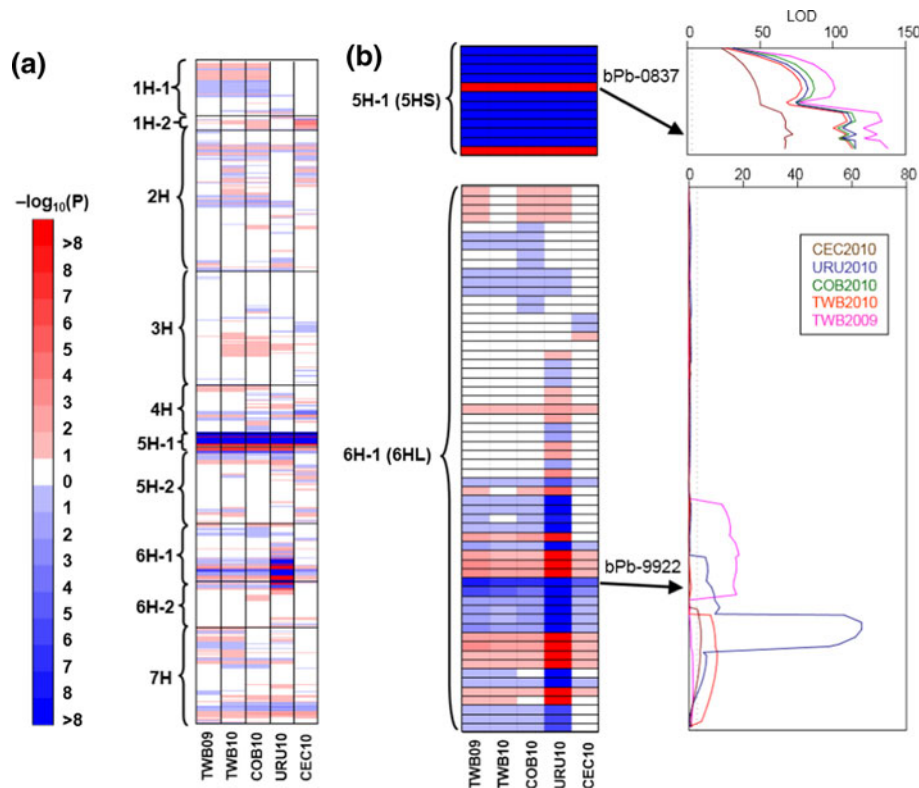 (a)
1H-1
1H-2
2H
3H
4H
5H-1
5H-2
6H-1
6H-2
7H
−log10(P)
>8
8
7
6
5
4
3
2
1
0
1
2
3
4
5
6
7
8
>8
TWB09
TWB10
COB10
URU10
CEC10
(b)
5H-1 (5HS)
6H-1 (6HL)
bPb-0837
bPb-9922
TWB09
TWB10
COB10
URU10
CEC10
LOD
0 50 100 150
0 20 40 60 80
CEC2010
URU2010
COB2010
TWB2010
TWB2009